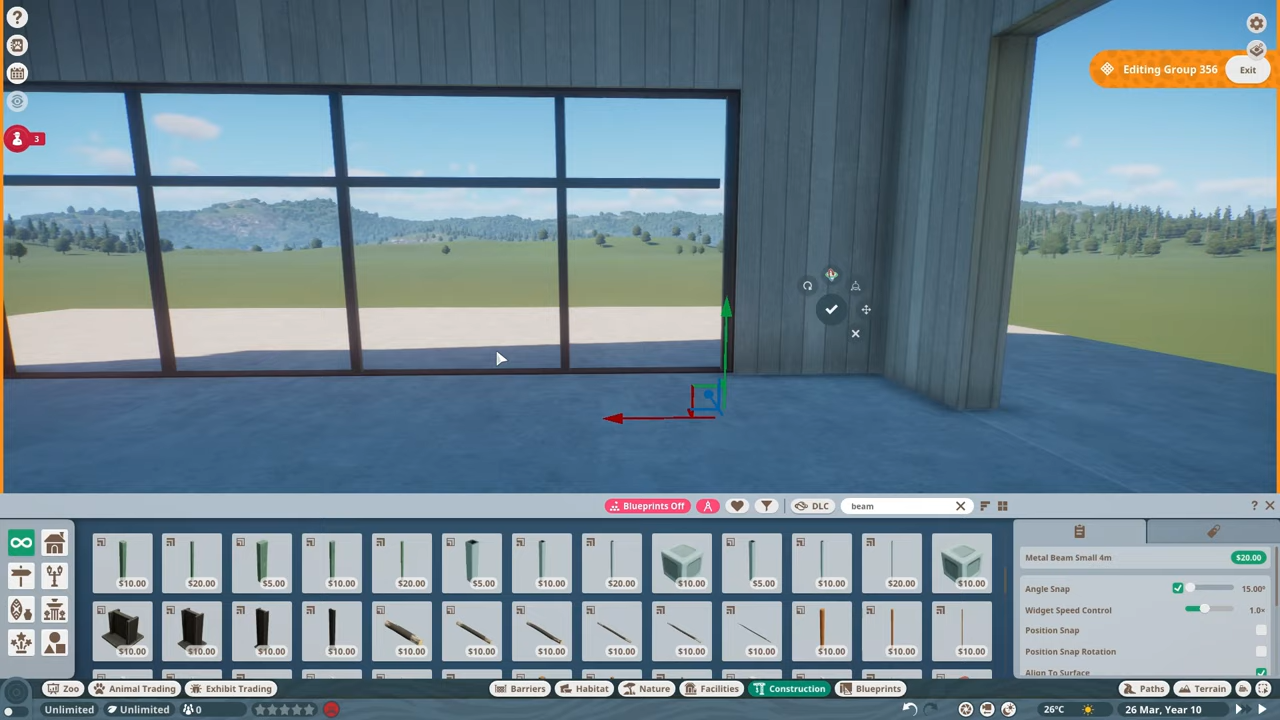 ?
Editing Group 356
Exit
3
Blueprints Off
DLC
beam
?
$10.00 $20.00 $5.00 $10.00 $20.00 $5.00 $10.00 $20.00 $10.00 $5.00 $10.00 $20.00 $10.00
$10.00 $10.00 $10.00 $10.00 $10.00 $10.00 $10.00 $10.00 $10.00 $10.00 $10.00 $10.00 $10.00
Metal Beam Small 4m $20.00
Angle Snap 15.00°
Widget Speed Control 1.0×
Position Snap
Position Snap Rotation
Align To Surface
Zoo Animal Trading Exhibit Trading Barriers Habitat Nature Facilities Construction Blueprints Paths Terrain
Unlimited Unlimited 0 26°C 26 Mar, Year 10